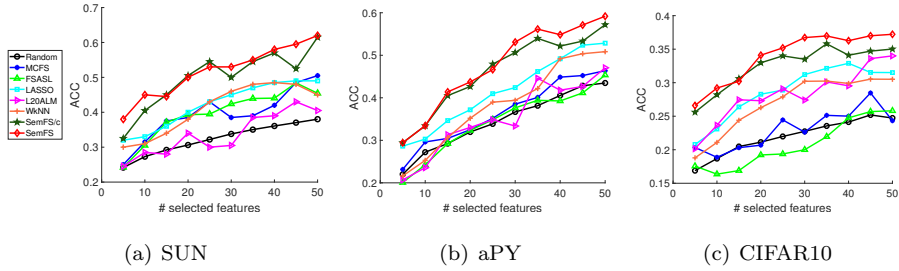 Random
MCFS
FSASL
LASSO
L20ALM
WkNN
SemFS/c
SemFS
ACC
0.7
0.6
0.5
0.4
0.3
0.2
0 10 20 30 40 50
# selected features
(a) SUN
ACC
0.6
0.5
0.4
0.3
0.2
0 10 20 30 40 50
# selected features
(b) aPY
ACC
0.4
0.35
0.3
0.25
0.2
0.15
0 10 20 30 40 50
# selected features
(c) CIFAR10